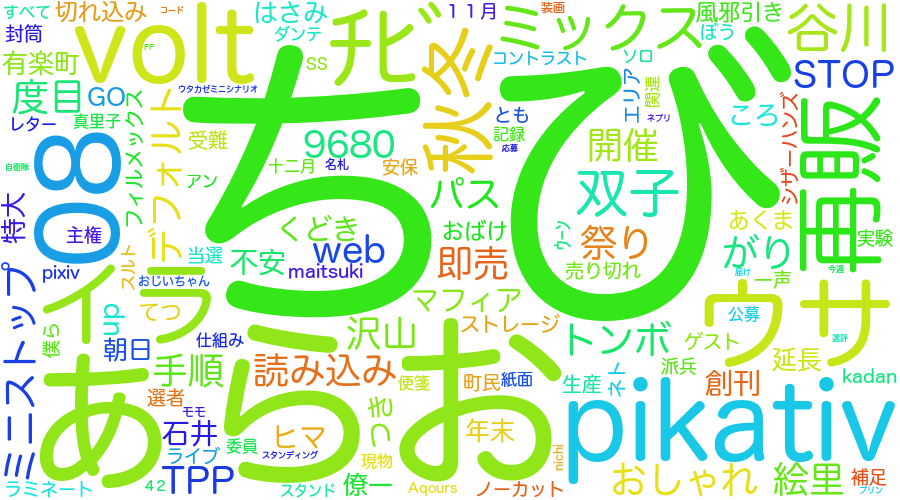 すべて
切れ込み
コード
はさみ
11月
装画
風邪引き
谷川
封筒
volt
FF
ダンテ
チビ
ミックス
ぼう
有楽町
SS
コントラスト
ソロ
STOP
度目
GO
ウタカゼミニシナリオ
秋冬
エリア
関連
レター
真里子
デフォルト
受難
9680
とも
記録
応募
ネプリ
ころ
シザーハンズ
再販
フィルメックス
ちび
開催
自衛隊
08
アン
十二月
名札
安保
双子
特大
主権
くどき
パス
おばけ
ウーソ
祭り
あくま
がり
実験
当選
不安
web
即売
売り切れ
今週
pixiv
スルト
おじいちゃん
maitsuki
届け
一声
ミニストップ
イラ
てつ
マフィア
ストレージ
トンボ
ウサ
公募
up
僕ら
朝日
仕組み
沢山
ゲスト
選評
あらお
手順
読み込み
便箋
町民
紙面
生産
ネト
派兵
創刊
延長
kadan
選者
モモ
石井
ヒマ
つき
年末
pikativ
委員
ライブ
スタンディング
現物
nichi
おしゃれ
絵里
補足
ラミネート
42
TPP
スタンド
僚一
Aqours
ノーカット
プリン